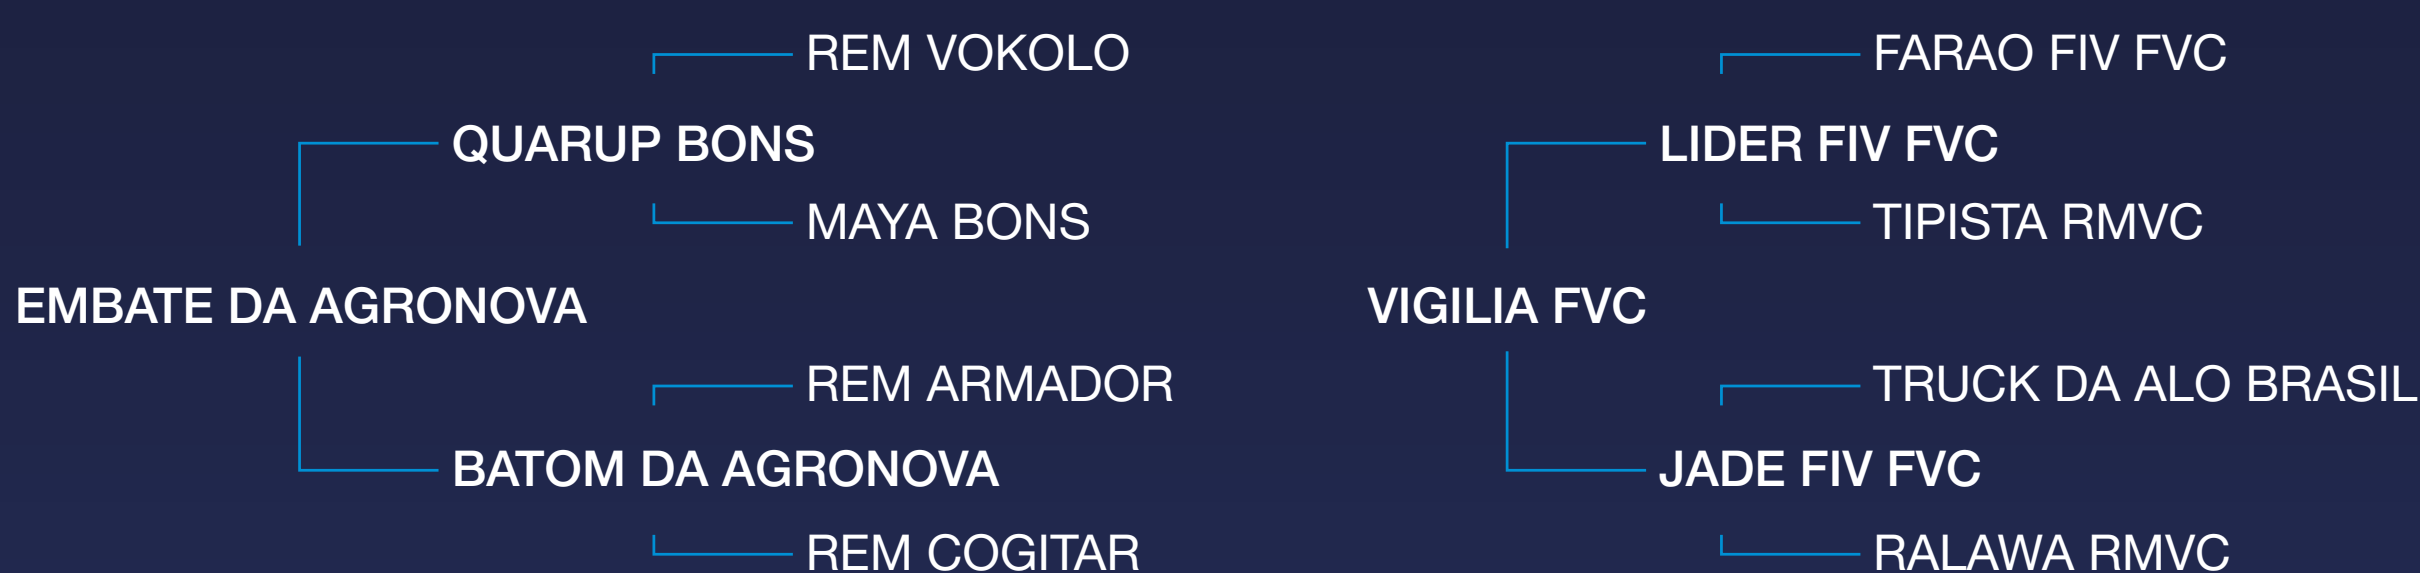 REM VOKOLO
QUARUP BONS
MAYA BONS
EMBATE DA AGRONOVA
REM ARMADOR
BATOM DA AGRONOVA
REM COGITAR
FARAO FIV FVC
LIDER FIV FVC
TIPISTA RMVC
VIGILIA FVC
TRUCK DA ALO BRASIL
JADE FIV FVC
RALAWA RMVC